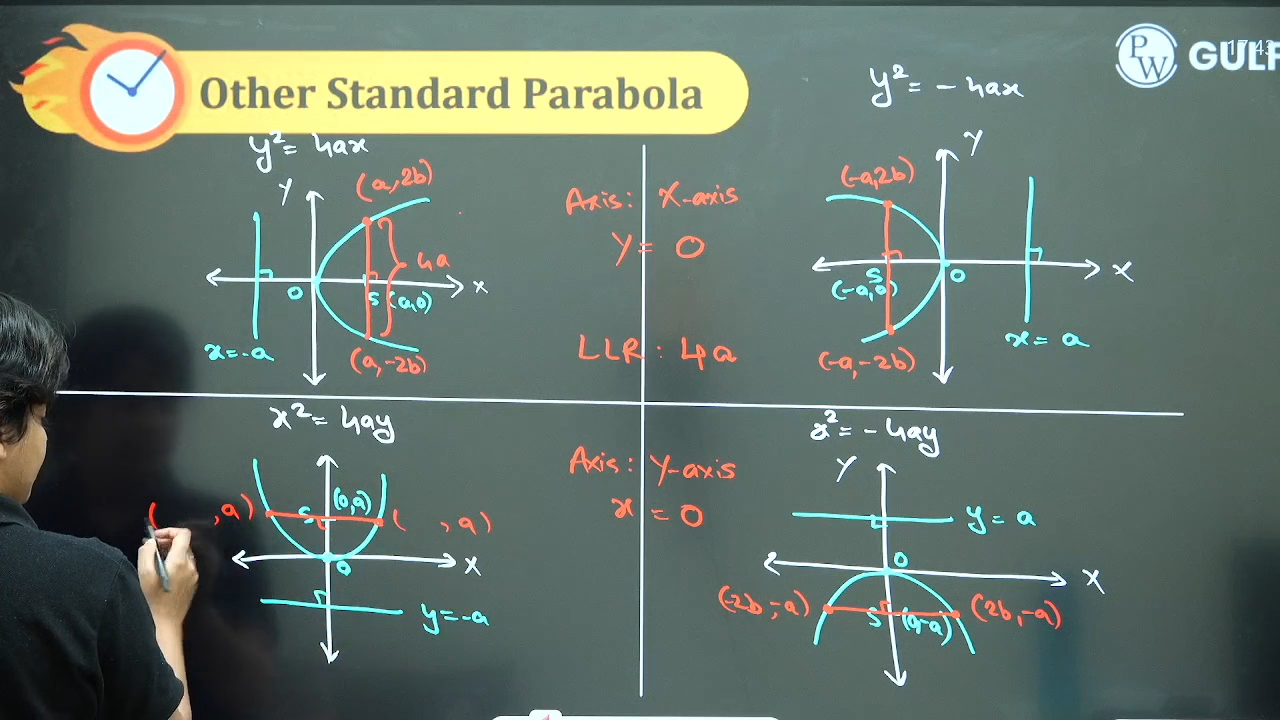 Other Standard Parabola
PW GULF
y² = 4ax
Y
(a,2b)
4a
O
S (a,0)
X
x = -a
(a,-2b)
Axis: X-axis
Y = 0
LLR: 4a
y² = -4ax
Y
(-a,2b)
S
(-a,0)
O
X
(-a,-2b)
x = a
x² = 4ay
( ,a)
S
(0,a)
( ,a)
O
X
y = -a
Axis: Y-axis
x = 0
x² = -4ay
Y
y = a
O
X
(-2b,-a)
S
(0,-a)
(2b,-a)